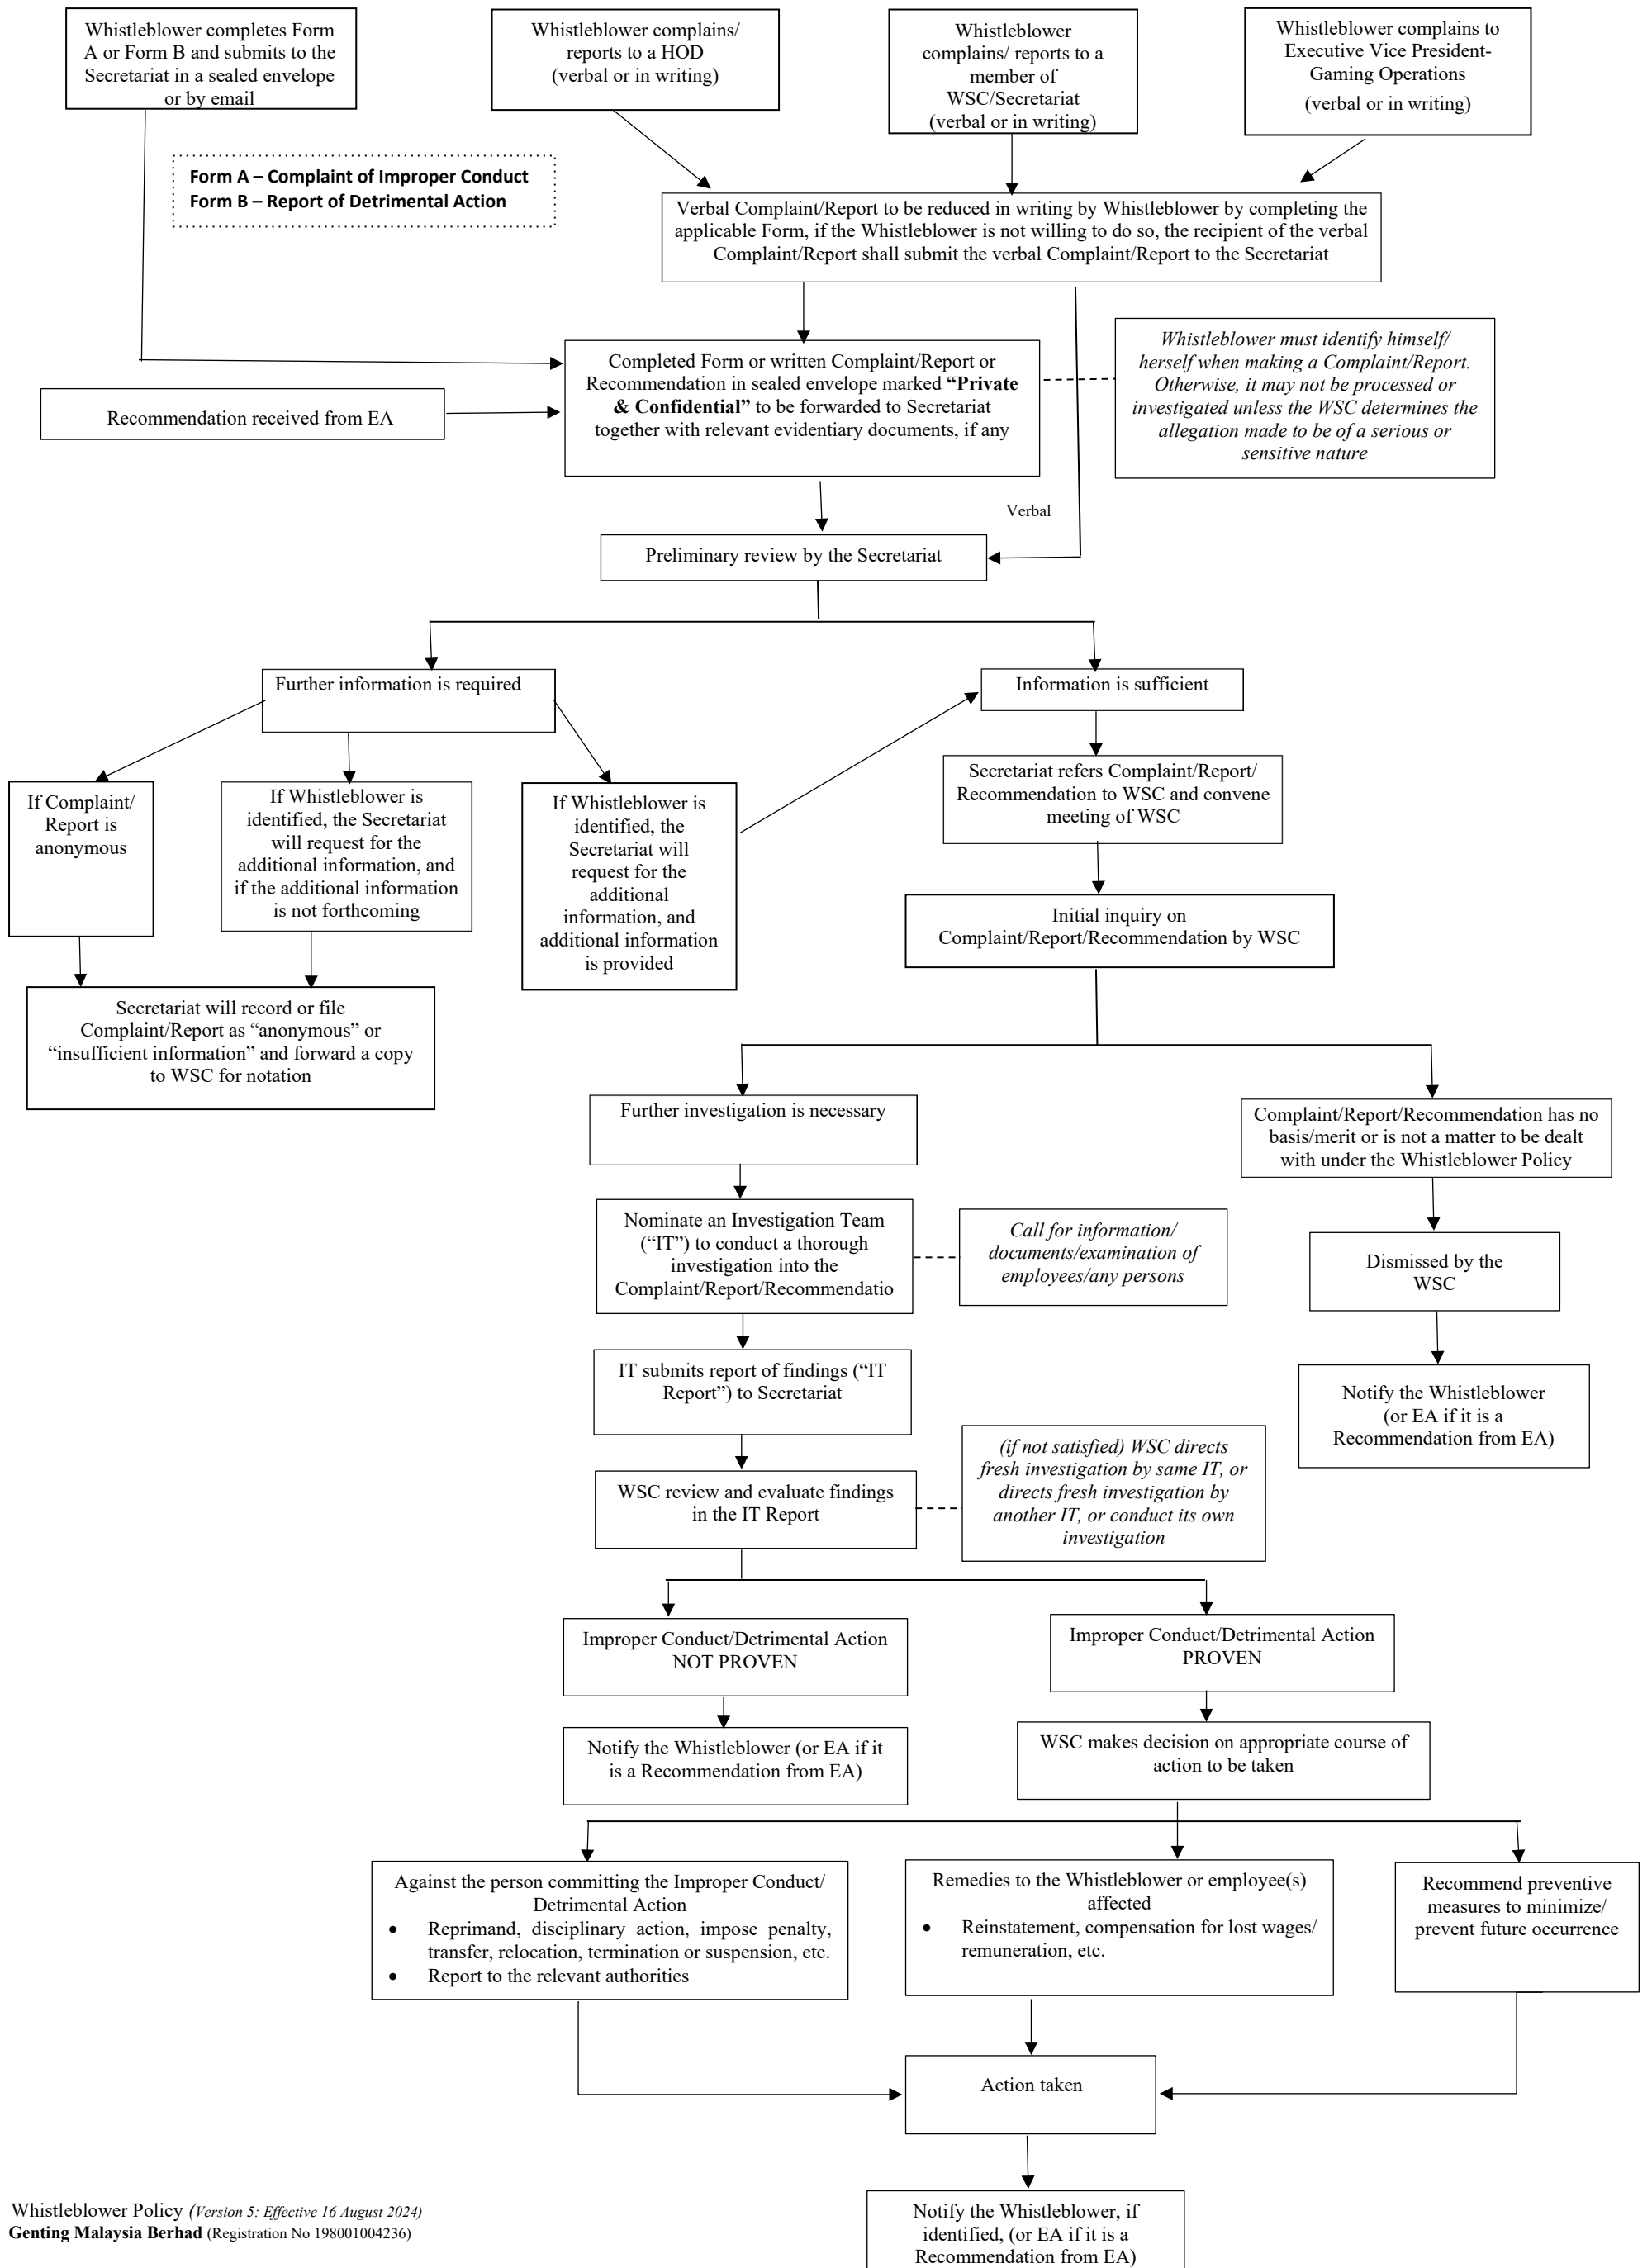 Whistleblower completes Form
A or Form B and submits to the
Secretariat in a sealed envelope
or by email
Whistleblower complains/
reports to a HOD
(verbal or in writing)
Whistleblower
complains/ reports to a
member of
WSC/Secretariat
(verbal or in writing)
Whistleblower complains to
Executive Vice President-
Gaming Operations
(verbal or in writing)
Form A – Complaint of Improper Conduct
Form B – Report of Detrimental Action
Verbal Complaint/Report to be reduced in writing by Whistleblower by completing the
applicable Form, if the Whistleblower is not willing to do so, the recipient of the verbal
Complaint/Report shall submit the verbal Complaint/Report to the Secretariat
Whistleblower must identify himself/
herself when making a Complaint/Report.
Otherwise, it may not be processed or
investigated unless the WSC determines the
allegation made to be of a serious or
sensitive nature
Completed Form or written Complaint/Report or
Recommendation in sealed envelope marked “Private
& Confidential” to be forwarded to Secretariat
together with relevant evidentiary documents, if any
Recommendation received from EA
Verbal
Preliminary review by the Secretariat
Further information is required
Information is sufficient
If Complaint/
Report is
anonymous
If Whistleblower is
identified, the Secretariat
will request for the
additional information, and
if the additional information
is not forthcoming
If Whistleblower is
identified, the
Secretariat will
request for the
additional
information, and
additional information
is provided
Secretariat refers Complaint/Report/
Recommendation to WSC and convene
meeting of WSC
Initial inquiry on
Complaint/Report/Recommendation by WSC
Secretariat will record or file
Complaint/Report as “anonymous” or
“insufficient information” and forward a copy
to WSC for notation
Further investigation is necessary
Complaint/Report/Recommendation has no
basis/merit or is not a matter to be dealt
with under the Whistleblower Policy
Nominate an Investigation Team
(“IT”) to conduct a thorough
investigation into the
Complaint/Report/Recommendatio
Call for information/
documents/examination of
employees/any persons
Dismissed by the
WSC
IT submits report of findings (“IT
Report”) to Secretariat
Notify the Whistleblower
(or EA if it is a
Recommendation from EA)
WSC review and evaluate findings
in the IT Report
(if not satisfied) WSC directs
fresh investigation by same IT, or
directs fresh investigation by
another IT, or conduct its own
investigation
Improper Conduct/Detrimental Action
NOT PROVEN
Improper Conduct/Detrimental Action
PROVEN
Notify the Whistleblower (or EA if it
is a Recommendation from EA)
WSC makes decision on appropriate course of
action to be taken
Against the person committing the Improper Conduct/
Detrimental Action
• Reprimand, disciplinary action, impose penalty,
transfer, relocation, termination or suspension, etc.
• Report to the relevant authorities
Remedies to the Whistleblower or employee(s)
affected
• Reinstatement, compensation for lost wages/
remuneration, etc.
Recommend preventive
measures to minimize/
prevent future occurrence
Action taken
Notify the Whistleblower, if
identified, (or EA if it is a
Recommendation from EA)
Whistleblower Policy (Version 5: Effective 16 August 2024)
Genting Malaysia Berhad (Registration No 198001004236)